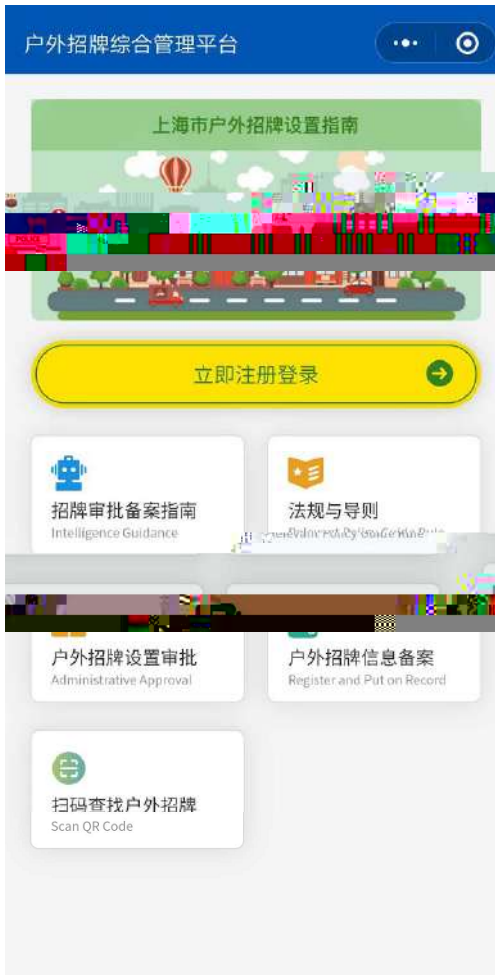 户外招牌综合管理平台
上海市户外招牌设置指南
POLICE
立即注册登录
招牌审批备案指南
Intelligence Guidance
法规与导则
户外招牌设置审批
Administrative Approval
户外招牌信息备案
Register and Put on Record
扫码查找户外招牌
Scan QR Code